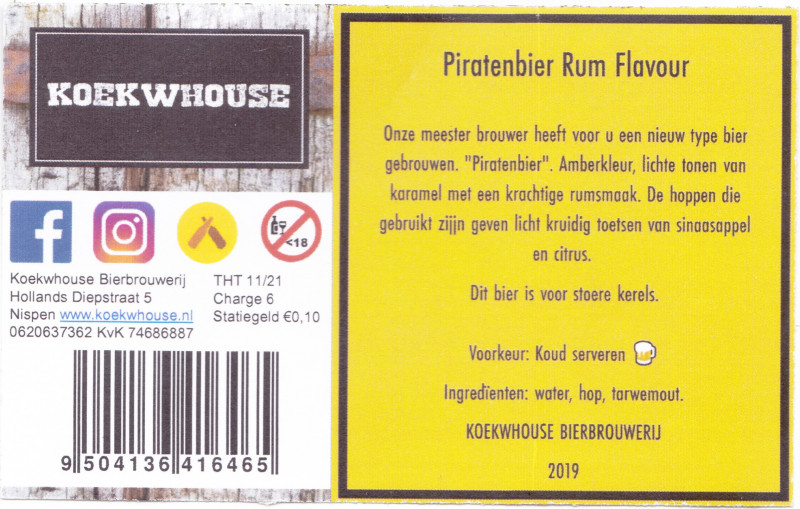 KOEKWHOUSE
<18
Koekwhouse Bierbrouwerij
Hollands Diepstraat 5
Nispen www.koekwhouse.nl
0620637362 KvK 74686887
THT 11/21
Charge 6
Statiegeld €0,10
9 504136 416465
Piratenbier Rum Flavour
Onze meester brouwer heeft voor u een nieuw type bier
gebrouwen. "Piratenbier". Amberkleur, lichte tonen van
karamel met een krachtige rumsmaak. De hoppen die
gebruikt zijjn geven licht kruidig toetsen van sinaasappel
en citrus.
Dit bier is voor stoere kerels.
Voorkeur: Koud serveren
Ingredïenten: water, hop, tarwemout.
KOEKWHOUSE BIERBROUWERIJ
2019